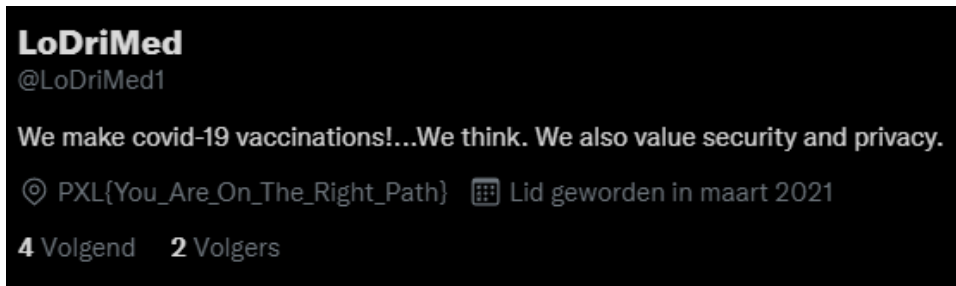 LoDriMed
@LoDriMed1
We make covid-19 vaccinations!...We think. We also value security and privacy.
PXL{You_Are_On_The_Right_Path} Lid geworden in maart 2021
4 Volgend 2 Volgers